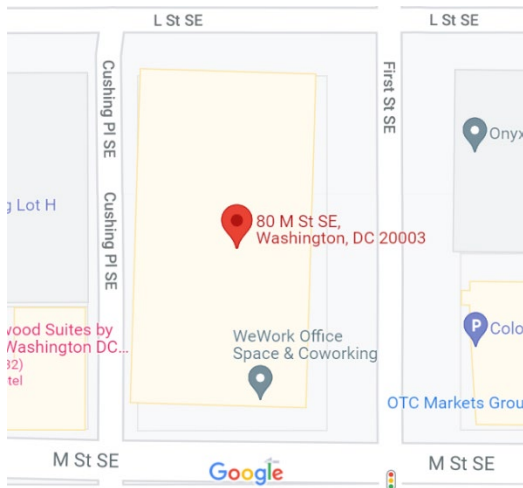 L St SE
L St SE
Cushing Pl SE
First St SE
Onyx
Cushing Pl SE
g Lot H
80 M St SE,
Washington, DC 20003
wood Suites by
Washington DC...
32)
tel
WeWork Office
Space & Coworking
P
Colo
OTC Markets Grou
M St SE
Google
M St SE